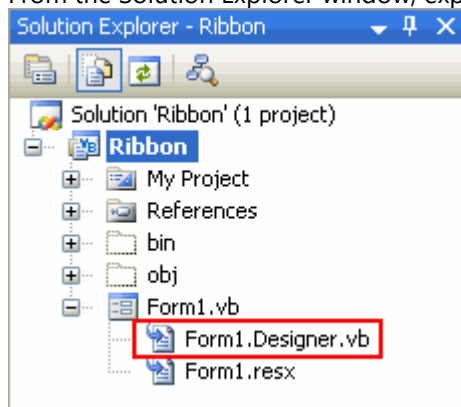 From the Solution Explorer window, exp
Solution Explorer - Ribbon
Solution 'Ribbon' (1 project)
Ribbon
My Project
References
bin
obj
Form1.vb
Form1.Designer.vb
Form1.resx